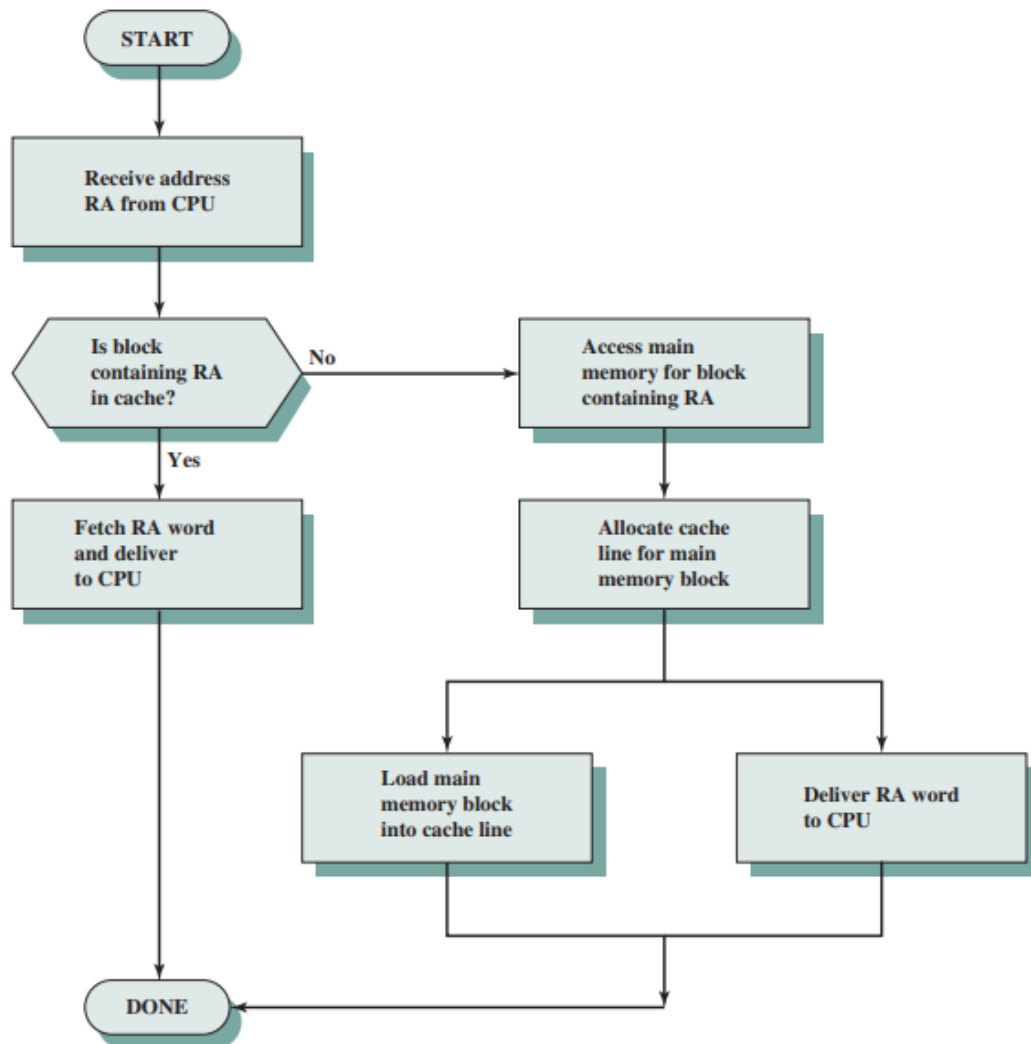 START
Receive address
RA from CPU
Is block
containing RA
in cache?
No
Access main
memory for block
containing RA
Yes
Fetch RA word
and deliver
to CPU
Allocate cache
line for main
memory block
Load main
memory block
into cache line
Deliver RA word
to CPU
DONE